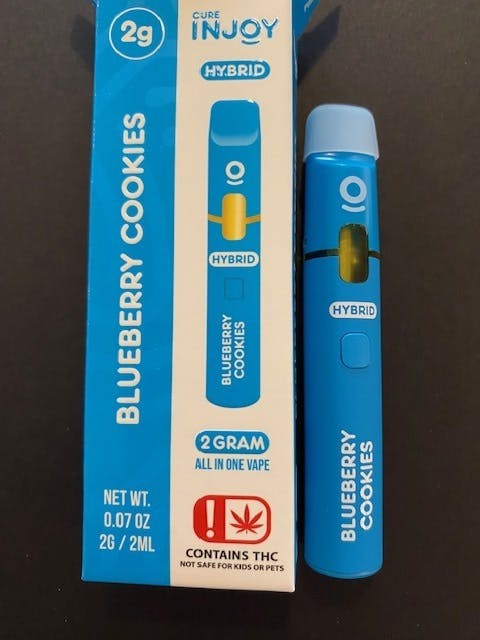 2g
BLUEBERRY COOKIES
NET WT.
0.07 OZ
2G / 2ML
CURE
INJOY
HYBRID
HYBRID
BLUEBERRY
COOKIES
2 GRAM
ALL IN ONE VAPE
!
CONTAINS THC
NOT SAFE FOR KIDS OR PETS
HYBRID
BLUEBERRY
COOKIES